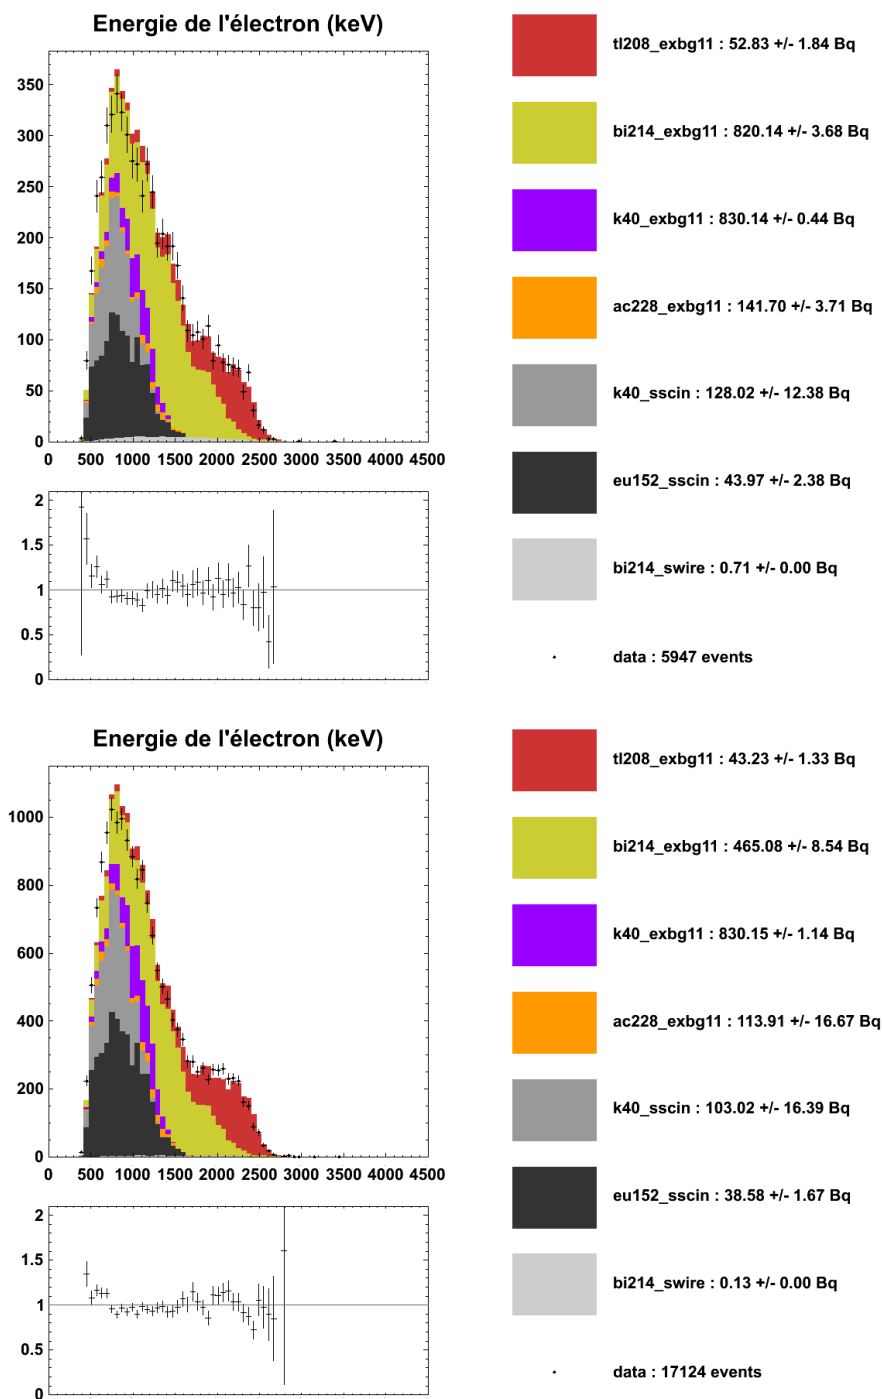 Energie de l'électron (keV)
350
300
250
200
150
100
50
0
0 500 1000 1500 2000 2500 3000 3500 4000 4500
2
1.5
1
0.5
0
tl208_exbg11 : 52.83 +/- 1.84 Bq
bi214_exbg11 : 820.14 +/- 3.68 Bq
k40_exbg11 : 830.14 +/- 0.44 Bq
ac228_exbg11 : 141.70 +/- 3.71 Bq
k40_sscin : 128.02 +/- 12.38 Bq
eu152_sscin : 43.97 +/- 2.38 Bq
bi214_swire : 0.71 +/- 0.00 Bq
data : 5947 events
Energie de l'électron (keV)
1000
800
600
400
200
0
0 500 1000 1500 2000 2500 3000 3500 4000 4500
2
1.5
1
0.5
0
tl208_exbg11 : 43.23 +/- 1.33 Bq
bi214_exbg11 : 465.08 +/- 8.54 Bq
k40_exbg11 : 830.15 +/- 1.14 Bq
ac228_exbg11 : 113.91 +/- 16.67 Bq
k40_sscin : 103.02 +/- 16.39 Bq
eu152_sscin : 38.58 +/- 1.67 Bq
bi214_swire : 0.13 +/- 0.00 Bq
data : 17124 events